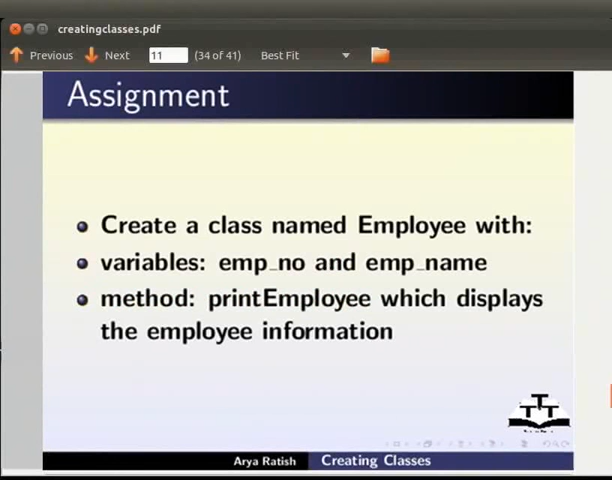 creatingclasses.pdf
Previous Next 11 (34 of 41) Best Fit
Assignment
Create a class named Employee with:
variables: emp_no and emp_name
method: printEmployee which displays
the employee information
TTT
Arya Ratish Creating Classes